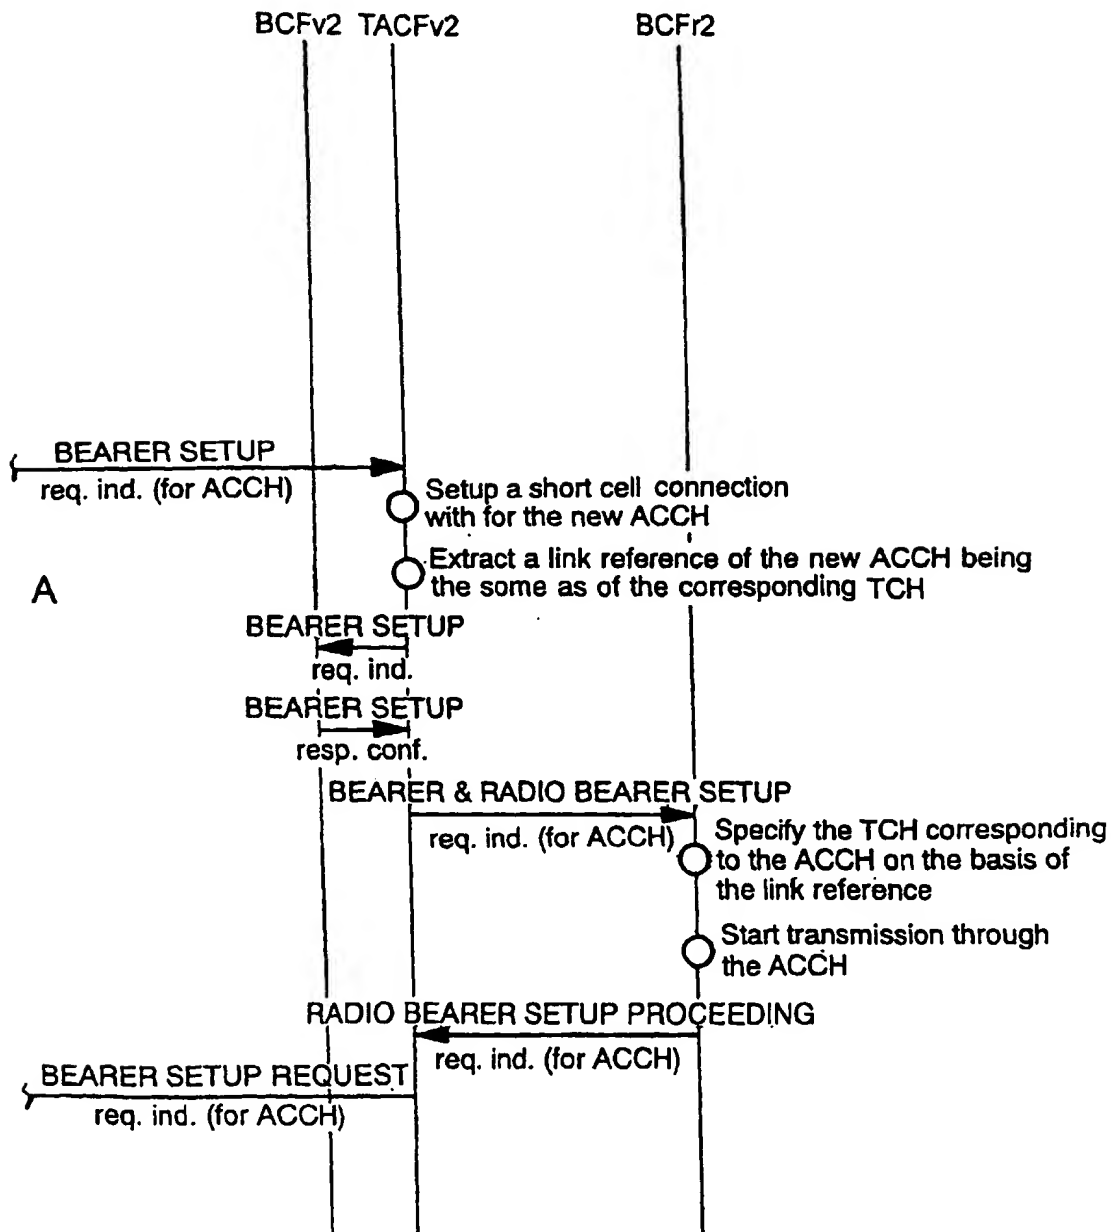 BCFv2 TACFv2 BCFr2
BEARER SETUP
req. ind. (for ACCH)
Setup a short cell connection
with for the new ACCH
Extract a link reference of the new ACCH being
the some as of the corresponding TCH
A
BEARER SETUP
req. ind.
BEARER SETUP
resp. conf.
BEARER & RADIO BEARER SETUP
req. ind. (for ACCH)
Specify the TCH corresponding
to the ACCH on the basis of
the link reference
Start transmission through
the ACCH
RADIO BEARER SETUP PROCEEDING
req. ind. (for ACCH)
BEARER SETUP REQUEST
req. ind. (for ACCH)